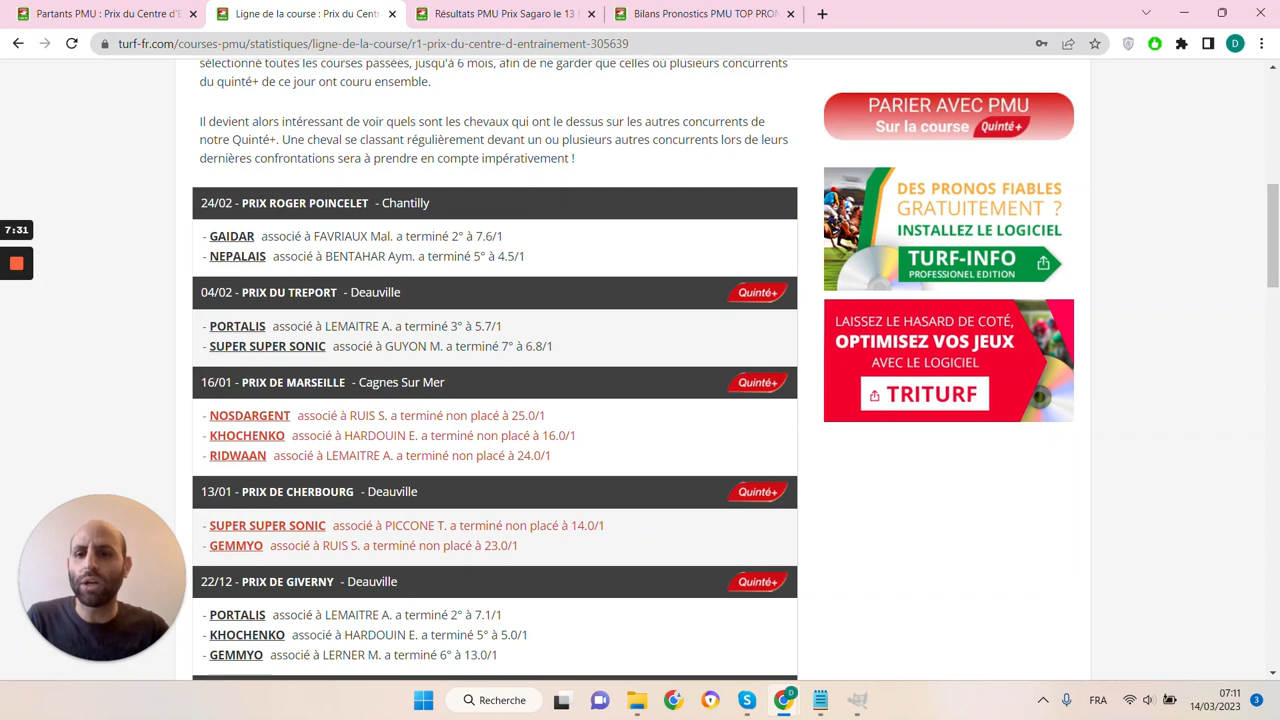 Partants PMU : Prix du Centre d'E
Ligne de la course : Prix du Cent
Résultats PMU Prix Sagaro le 13
Bilans Pronostics PMU TOP PRON
turf-fr.com/courses-pmu/statistiques/ligne-de-la-course/r1-prix-du-centre-d-entrainement-305639
D
sélectionné toutes les courses passées, jusqu'à 6 mois, afin de ne garder que celles où plusieurs concurrents
du quinté+ de ce jour ont couru ensemble.
Il devient alors intéressant de voir quels sont les chevaux qui ont le dessus sur les autres concurrents de
notre Quinté+. Une cheval se classant régulièrement devant un ou plusieurs autres concurrents lors de leurs
dernières confrontations sera à prendre en compte impérativement !
PARIER AVEC PMU
Sur la course Quinté+
DES PRONOS FIABLES
GRATUITEMENT ?
INSTALLEZ LE LOGICIEL
TURF-INFO
PROFESSIONEL EDITION
LAISSEZ LE HASARD DE COTÉ,
OPTIMISEZ VOS JEUX
AVEC LE LOGICIEL
TRITURF
7:31
24/02 - PRIX ROGER POINCELET - Chantilly
- GAIDAR associé à FAVRIAUX Mal. a terminé 2° à 7.6/1
- NEPALAIS associé à BENTAHAR Aym. a terminé 5° à 4.5/1
04/02 - PRIX DU TREPORT - Deauville Quinté+
- PORTALIS associé à LEMAITRE A. a terminé 3° à 5.7/1
- SUPER SUPER SONIC associé à GUYON M. a terminé 7° à 6.8/1
16/01 - PRIX DE MARSEILLE - Cagnes Sur Mer Quinté+
- NOSDARGENT associé à RUIS S. a terminé non placé à 25.0/1
- KHOCHENKO associé à HARDOUIN E. a terminé non placé à 16.0/1
- RIDWAAN associé à LEMAITRE A. a terminé non placé à 24.0/1
13/01 - PRIX DE CHERBOURG - Deauville Quinté+
- SUPER SUPER SONIC associé à PICCONE T. a terminé non placé à 14.0/1
- GEMMYO associé à RUIS S. a terminé non placé à 23.0/1
22/12 - PRIX DE GIVERNY - Deauville Quinté+
- PORTALIS associé à LEMAITRE A. a terminé 2° à 7.1/1
- KHOCHENKO associé à HARDOUIN E. a terminé 5° à 5.0/1
- GEMMYO associé à LERNER M. a terminé 6° à 13.0/1
Recherche
D
FRA
07:11
14/03/2023
3